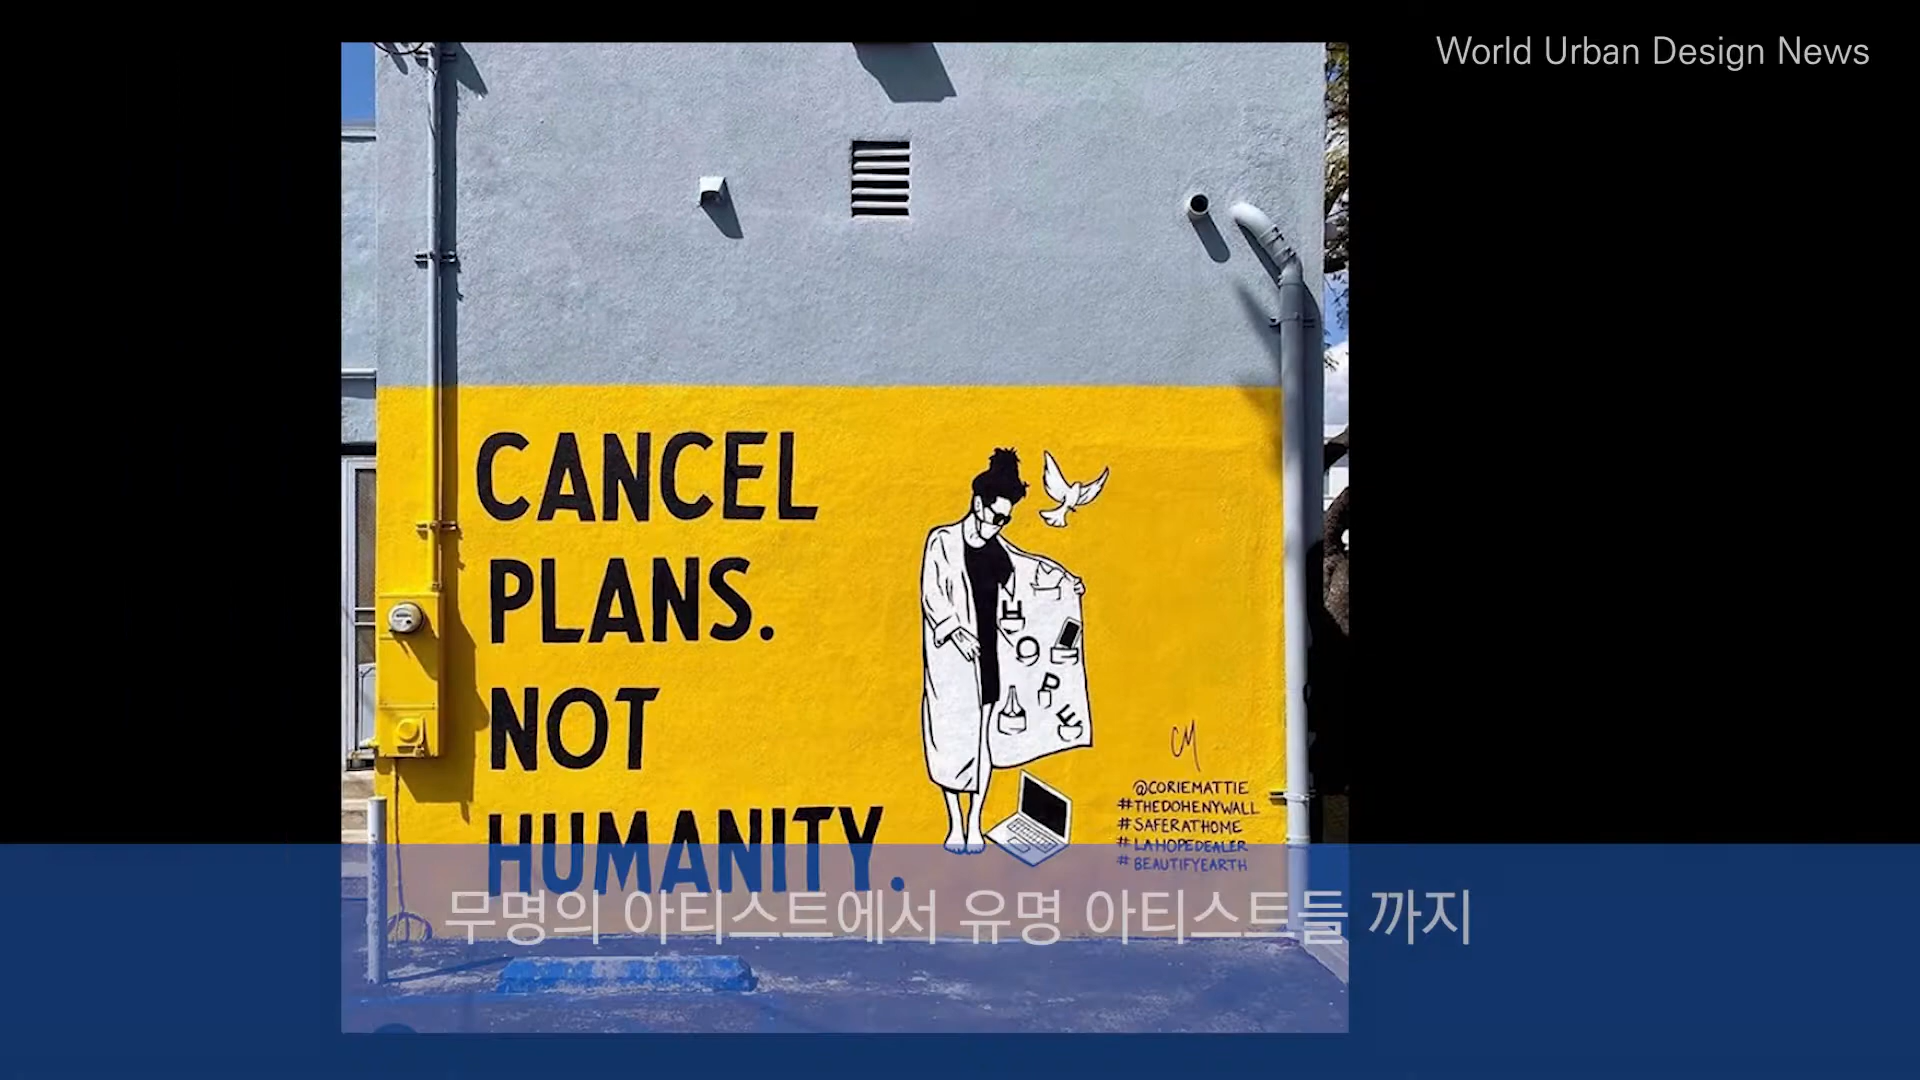 World Urban Design News
CANCEL
PLANS.
NOT
HUMANITY.
H
O
P
E
CM
@CORIEMATTIE
#THEDOHENYWALL
#SAFERATHOME
#LAHOPEDEALER
#BEAUTIFYEARTH
무명의 아티스트에서 유명 아티스트들 까지